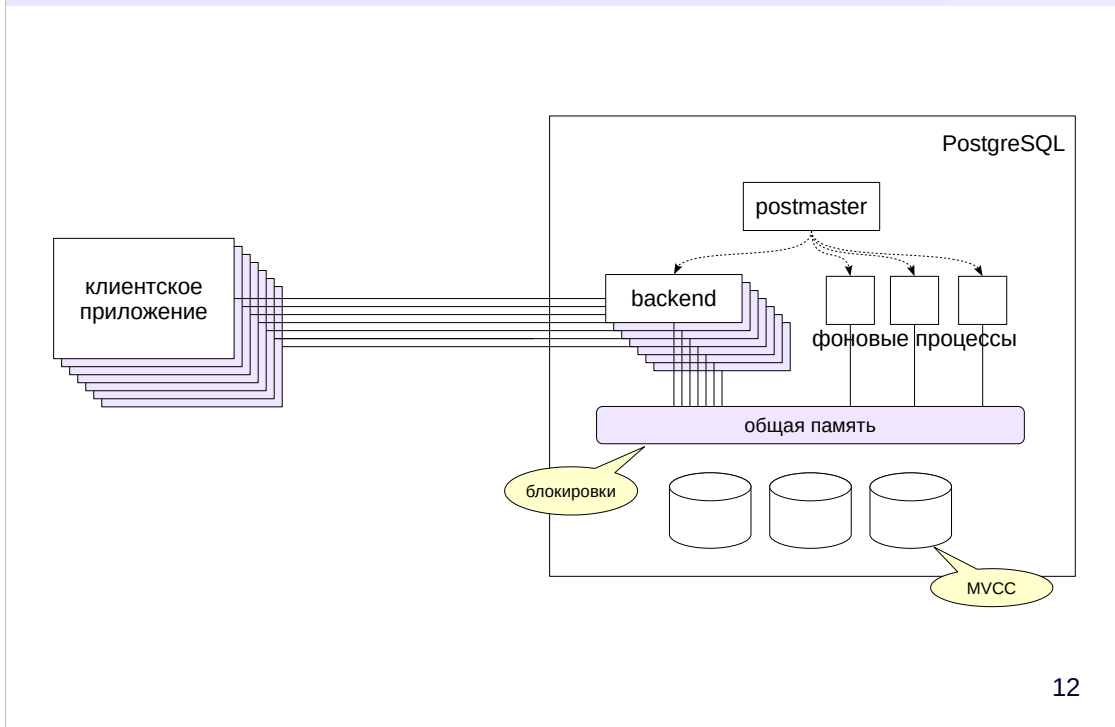 PostgreSQL
postmaster
клиентское
приложение
backend
фоновые процессы
общая память
блокировки
MVCC
12